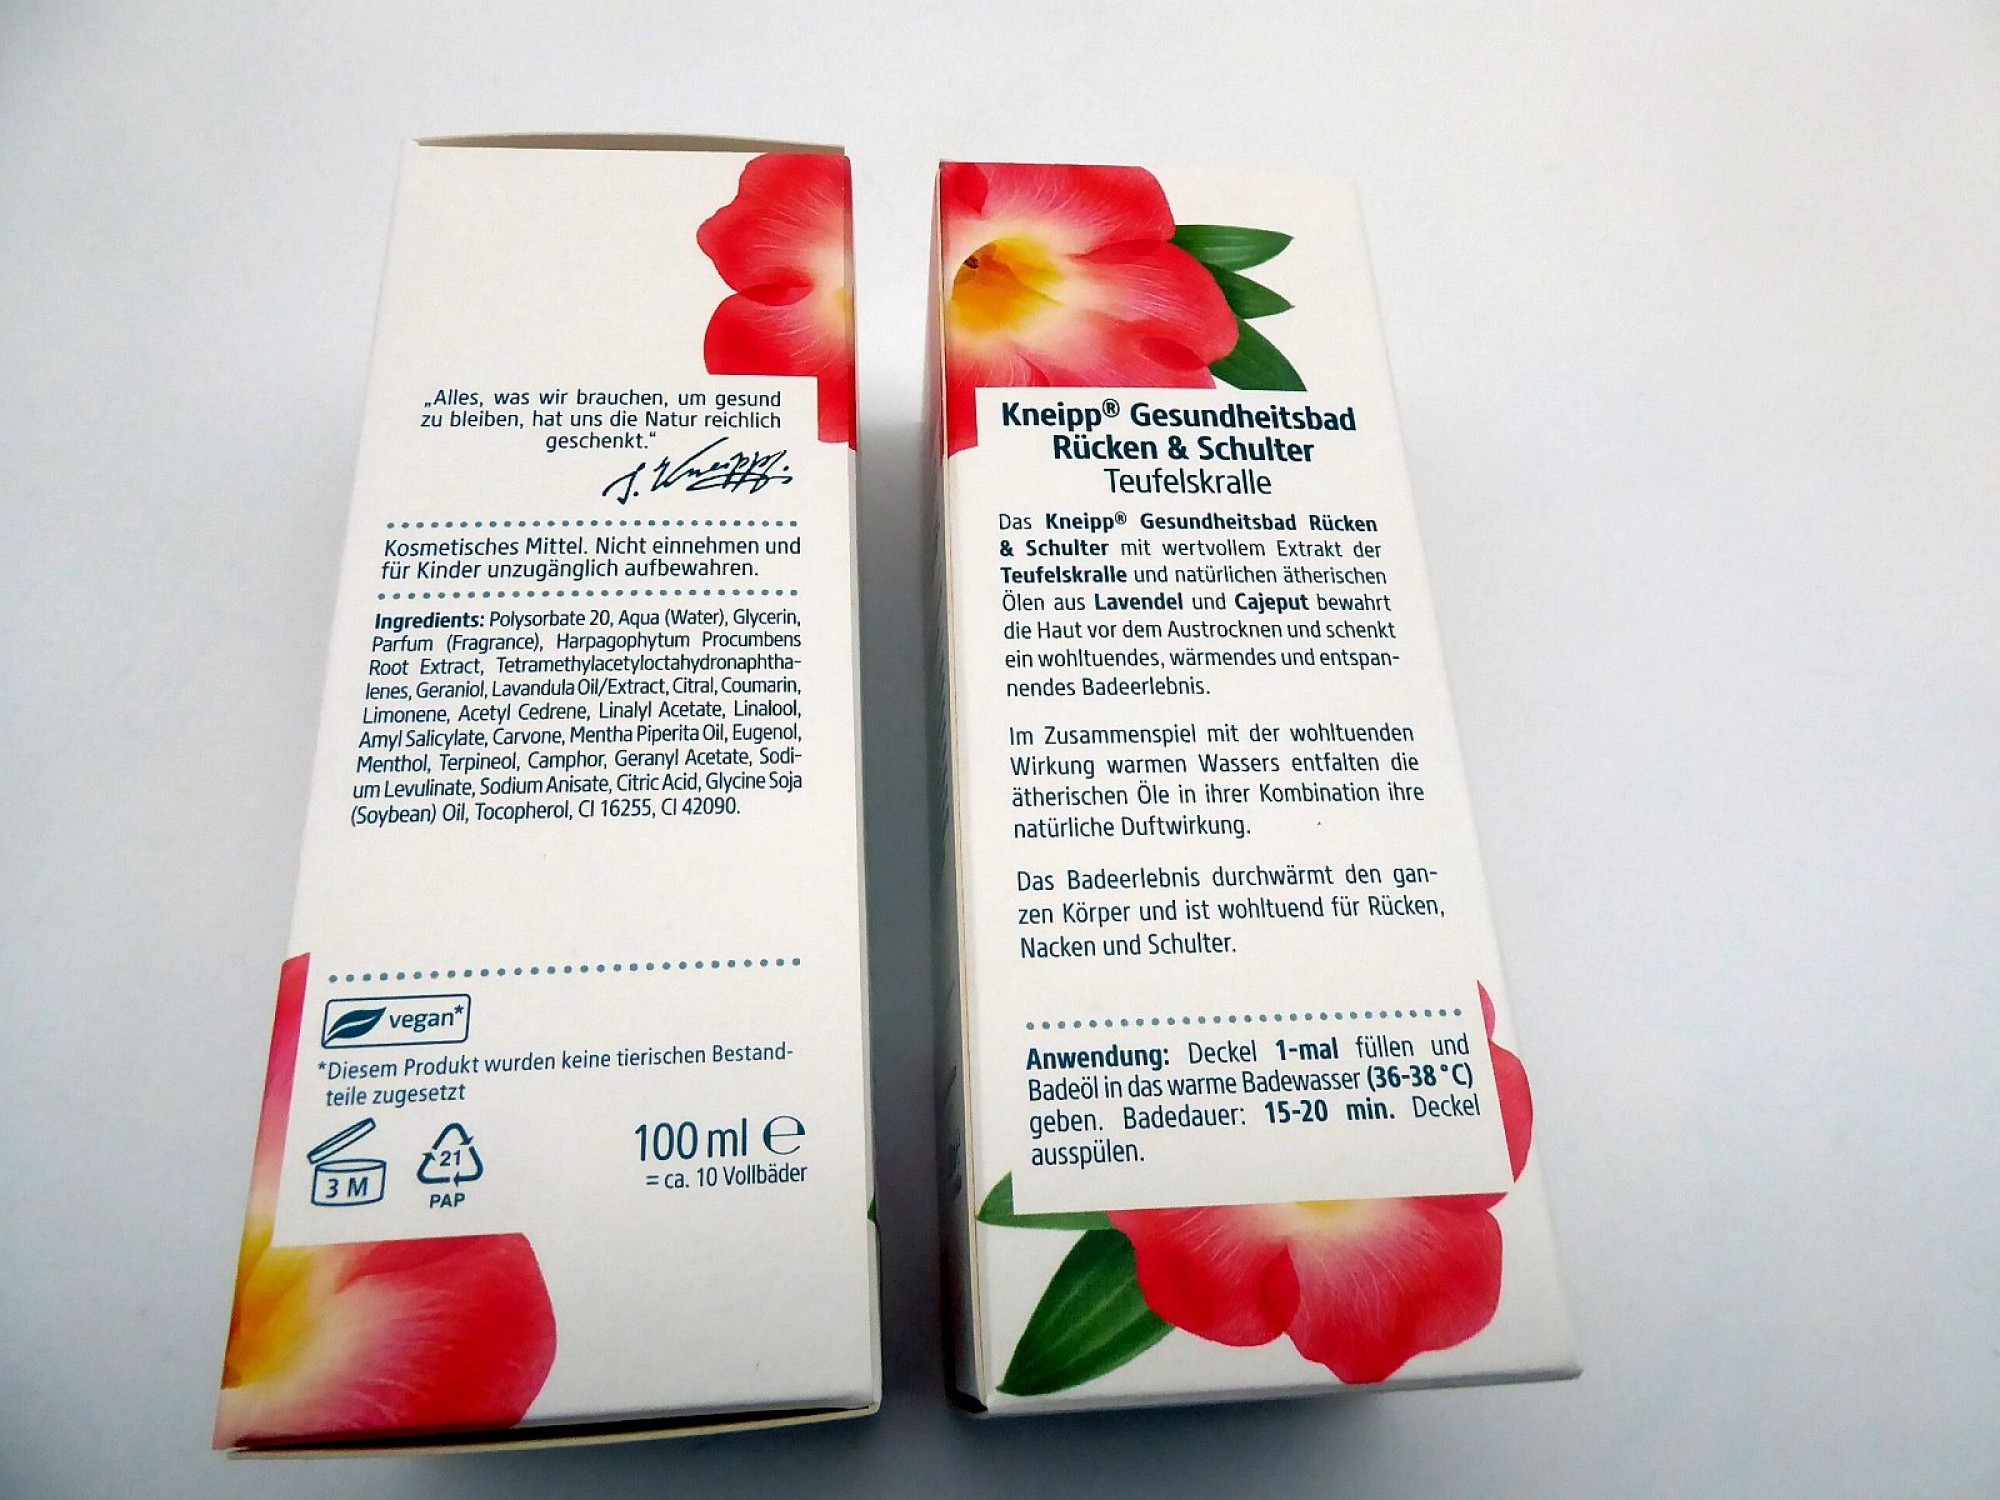 „Alles, was wir brauchen, um gesund
zu bleiben, hat uns die Natur reichlich
geschenkt.“
S. Kneipp.
Kosmetisches Mittel. Nicht einnehmen und
für Kinder unzugänglich aufbewahren.
Ingredients: Polysorbate 20, Aqua (Water), Glycerin,
Parfum (Fragrance), Harpagophytum Procumbens
Root Extract, Tetramethylacetyloctahydronaphtha-
lenes, Geraniol, Lavandula Oil/Extract, Citral, Coumarin,
Limonene, Acetyl Cedrene, Linalyl Acetate, Linalool,
Amyl Salicylate, Carvone, Mentha Piperita Oil, Eugenol,
Menthol, Terpineol, Camphor, Geranyl Acetate, Sodi-
um Levulinate, Sodium Anisate, Citric Acid, Glycine Soja
(Soybean) Oil, Tocopherol, CI 16255, CI 42090.
vegan*
*Diesem Produkt wurden keine tierischen Bestand-
teile zugesetzt
3 M
21
PAP
100 ml ℮
= ca. 10 Vollbäder
Kneipp® Gesundheitsbad
Rücken & Schulter
Teufelskralle
Das Kneipp® Gesundheitsbad Rücken
& Schulter mit wertvollem Extrakt der
Teufelskralle und natürlichen ätherischen
Ölen aus Lavendel und Cajeput bewahrt
die Haut vor dem Austrocknen und schenkt
ein wohltuendes, wärmendes und entspan-
nendes Badeerlebnis.
Im Zusammenspiel mit der wohltuenden
Wirkung warmen Wassers entfalten die
ätherischen Öle in ihrer Kombination ihre
natürliche Duftwirkung.
Das Badeerlebnis durchwärmt den gan-
zen Körper und ist wohltuend für Rücken,
Nacken und Schulter.
Anwendung: Deckel 1-mal füllen und
Badeöl in das warme Badewasser (36-38°C)
geben. Badedauer: 15-20 min. Deckel
ausspülen.